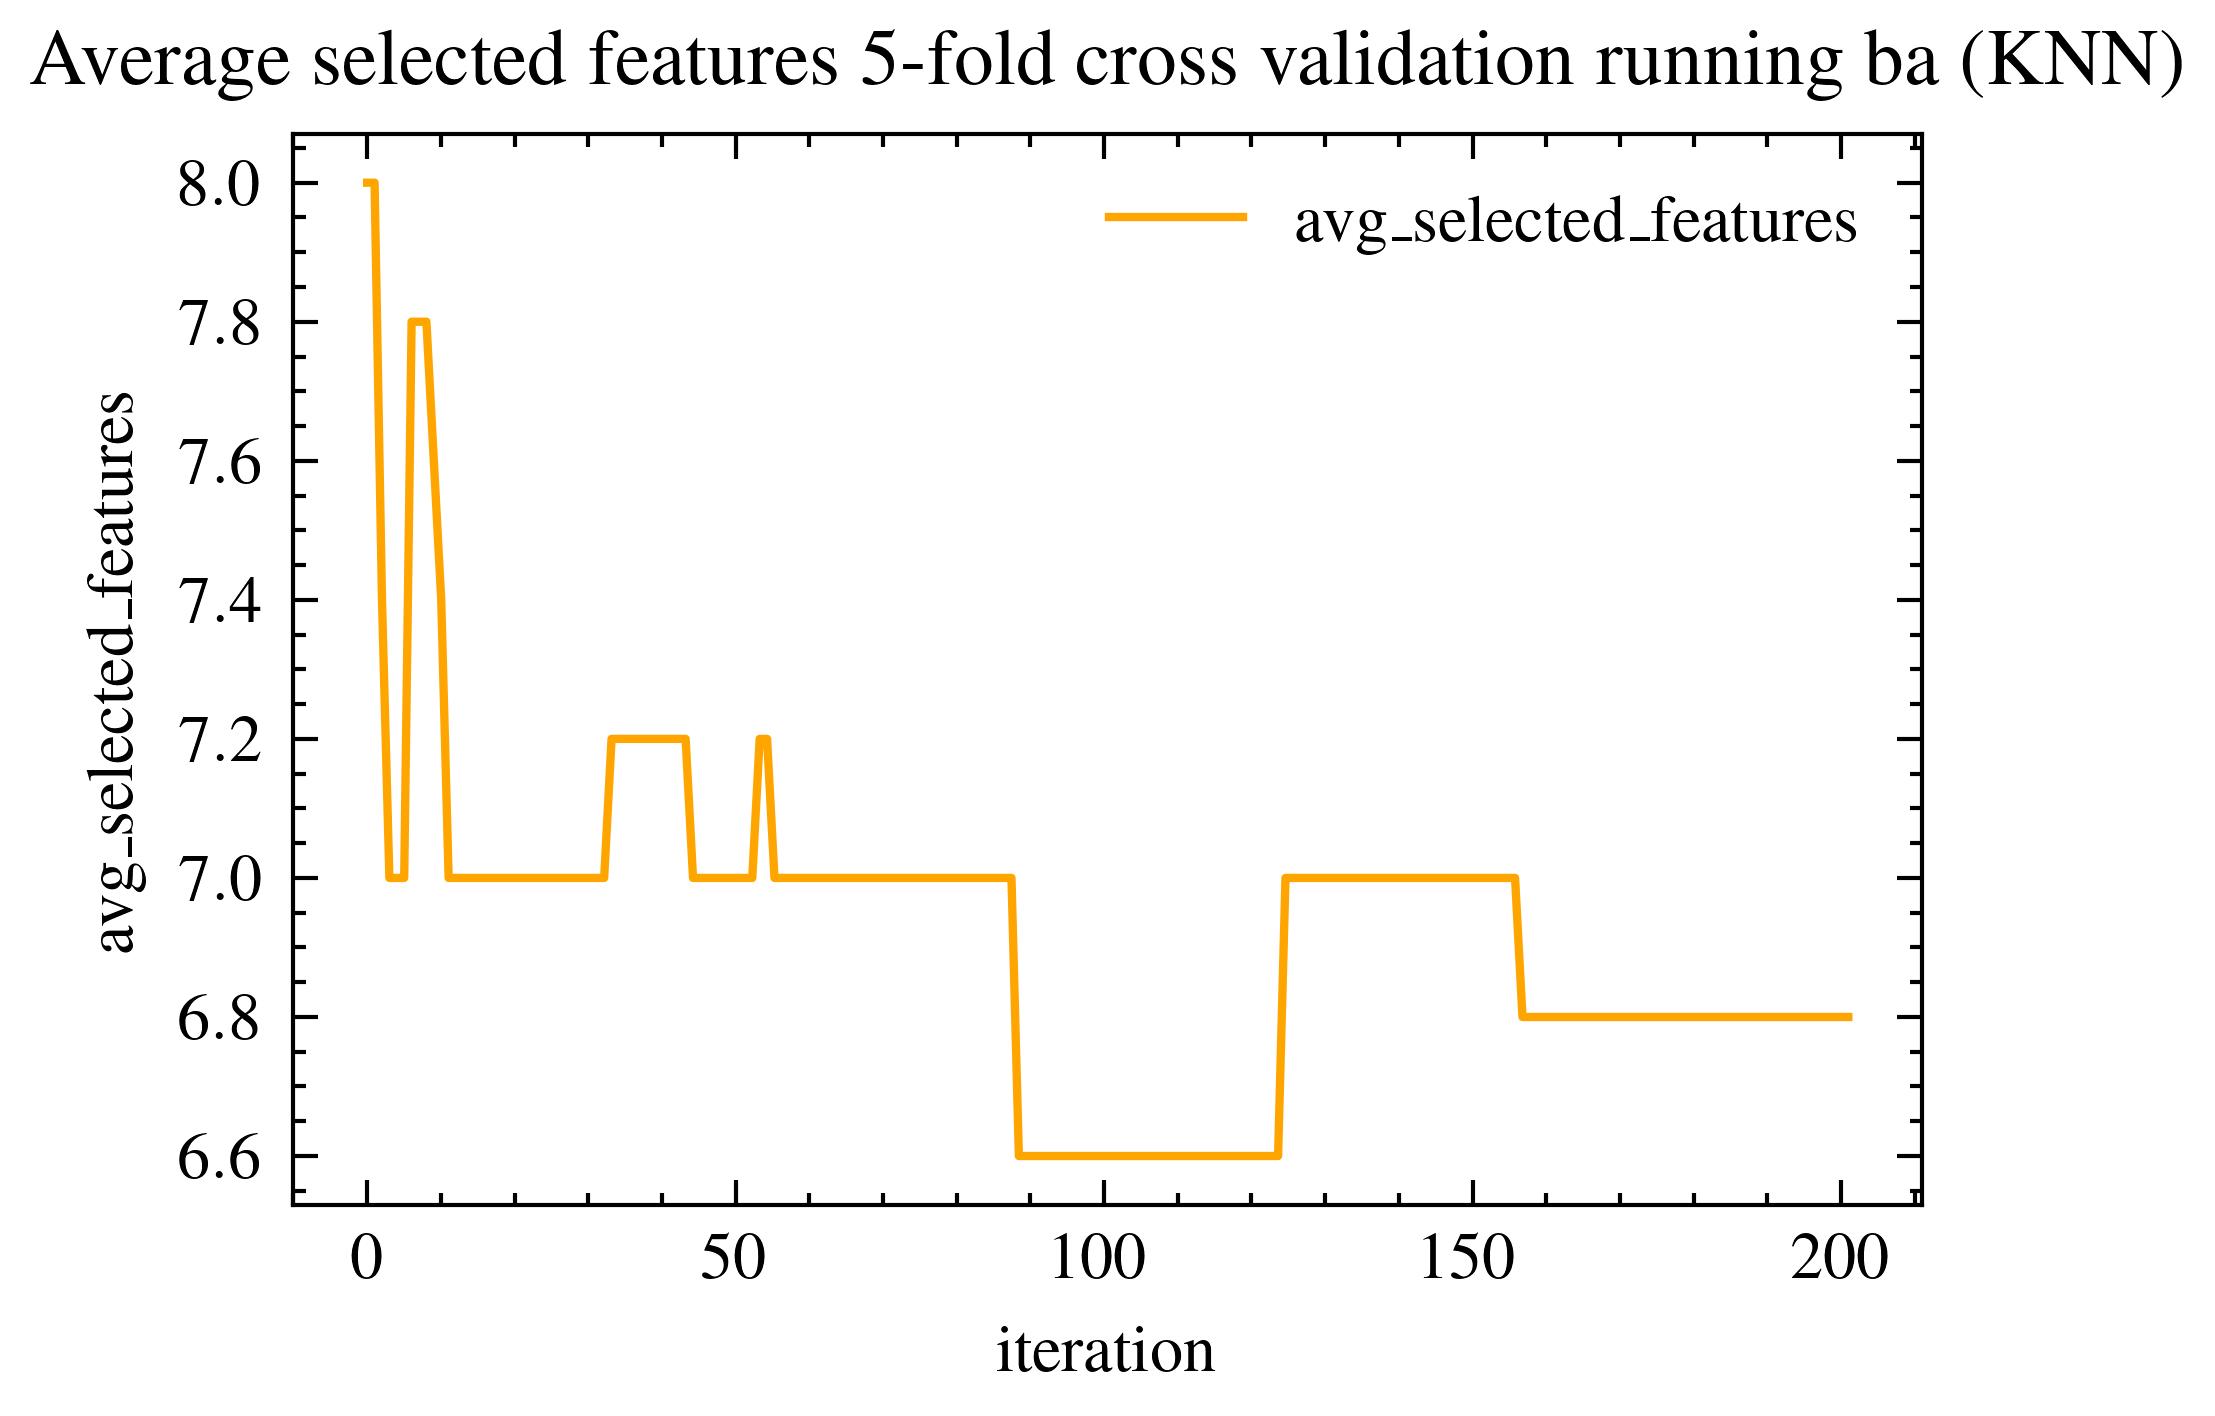 Average selected features 5-fold cross validation running ba (KNN)
avg_selected_features
8.0
7.8
7.6
7.4
7.2
7.0
6.8
6.6
avg_selected_features
0 50 100 150 200
iteration